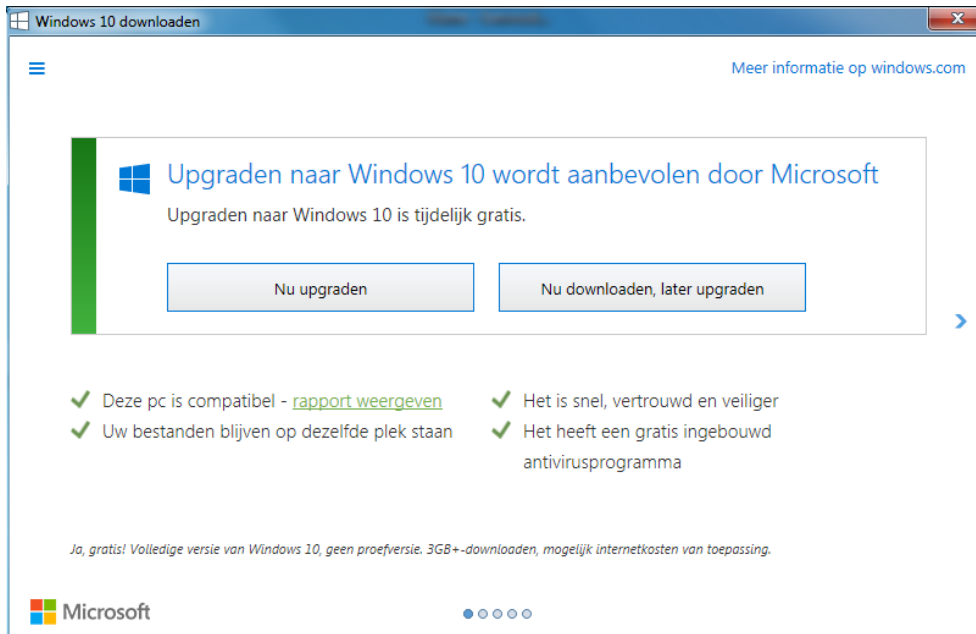 Windows 10 downloaden
Meer informatie op windows.com
Upgraden naar Windows 10 wordt aanbevolen door Microsoft
Upgraden naar Windows 10 is tijdelijk gratis.
Nu upgraden
Nu downloaden, later upgraden
Deze pc is compatibel - rapport weergeven
Uw bestanden blijven op dezelfde plek staan
Het is snel, vertrouwd en veiliger
Het heeft een gratis ingebouwd
antivirusprogramma
Ja, gratis! Volledige versie van Windows 10, geen proefversie. 3GB+-downloaden, mogelijk internetkosten van toepassing.
Microsoft